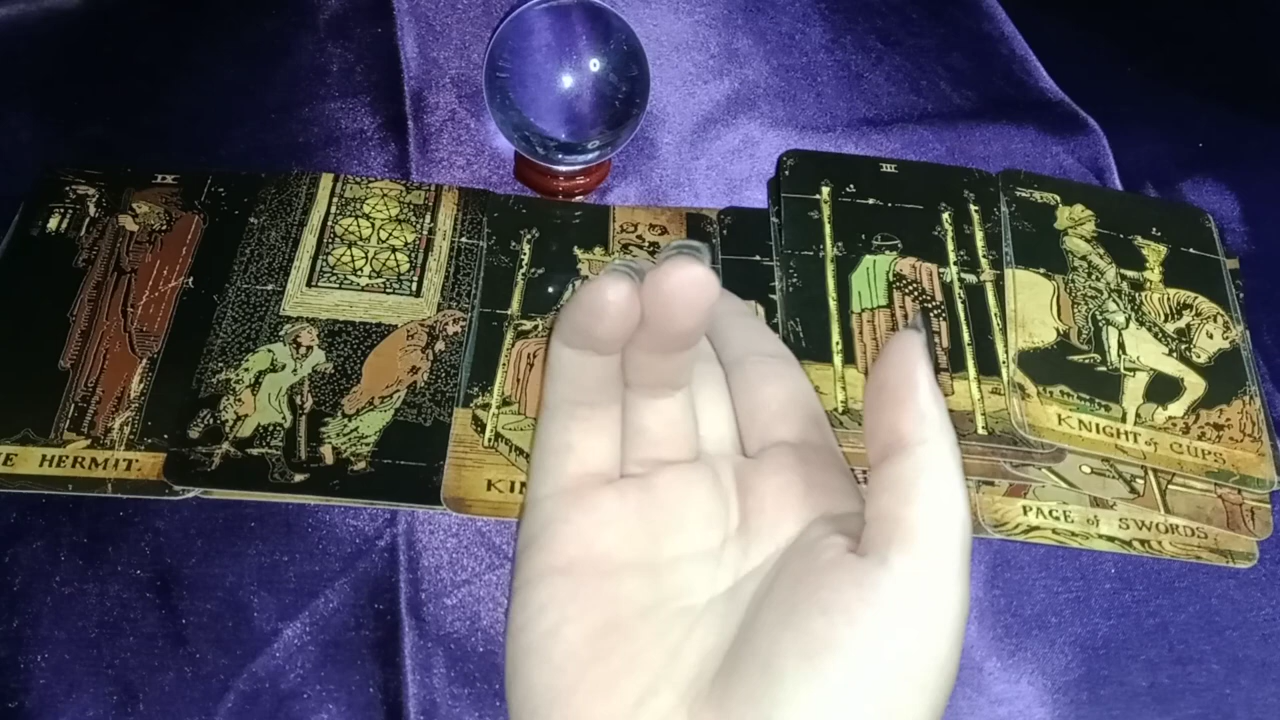 IX
III
E HERMIT.
KIN
KNIGHT of CUPS
PAGE of SWORDS